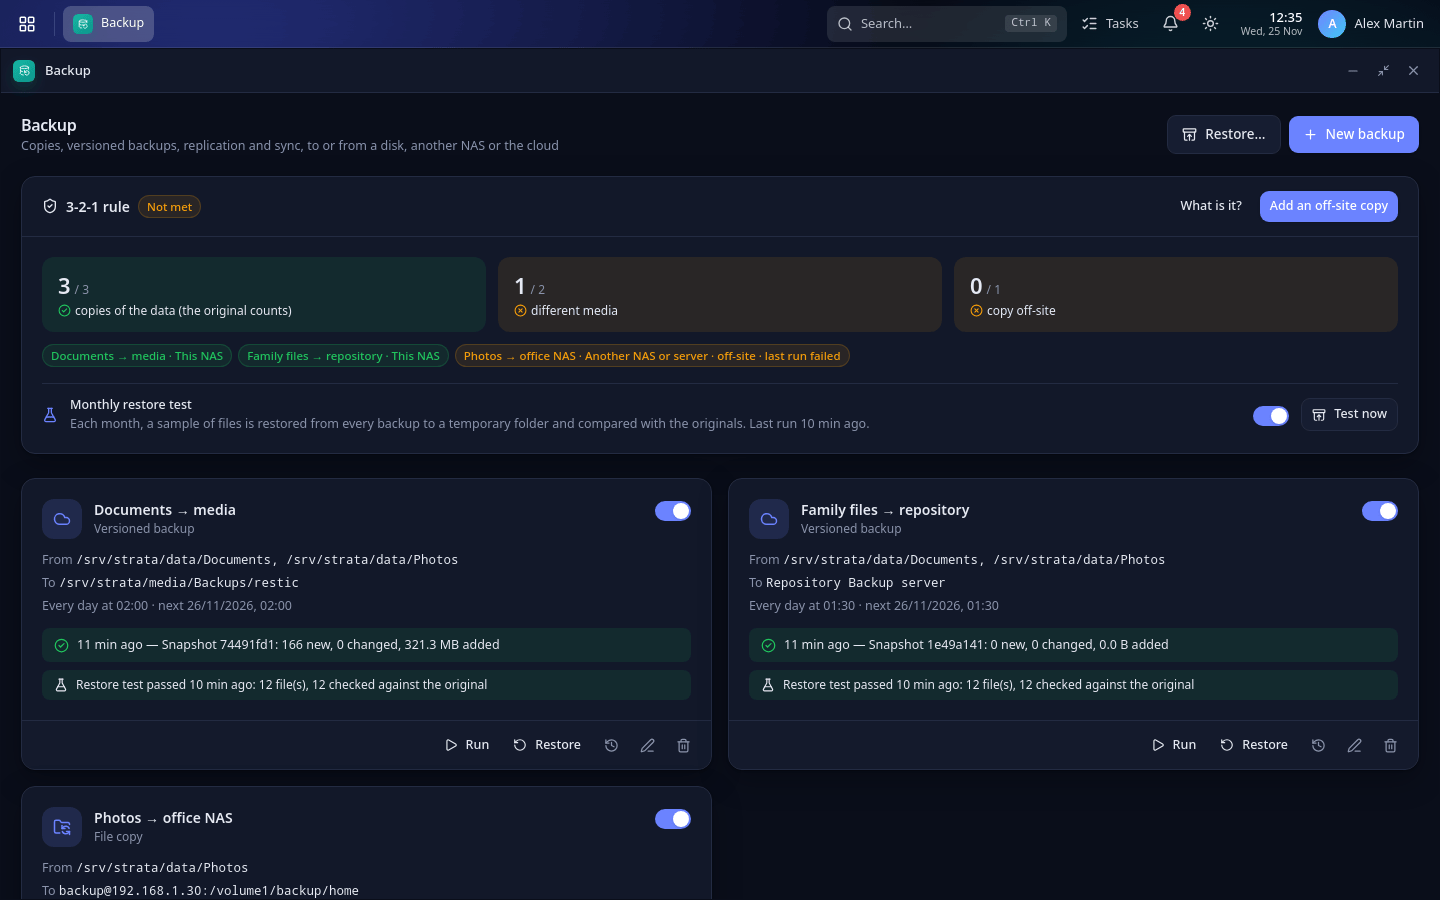 Backup
Search...
Ctrl K
Tasks
4
12:35
Wed, 25 Nov
A
Alex Martin
Backup
Backup
Copies, versioned backups, replication and sync, to or from a disk, another NAS or the cloud
Restore...
New backup
3-2-1 rule
Not met
What is it?
Add an off-site copy
3 / 3
copies of the data (the original counts)
1 / 2
different media
0 / 1
copy off-site
Documents → media · This NAS
Family files → repository · This NAS
Photos → office NAS · Another NAS or server · off-site · last run failed
Monthly restore test
Each month, a sample of files is restored from every backup to a temporary folder and compared with the originals. Last run 10 min ago.
Test now
Documents → media
Versioned backup
From /srv/strata/data/Documents, /srv/strata/data/Photos
To /srv/strata/media/Backups/restic
Every day at 02:00 · next 26/11/2026, 02:00
11 min ago — Snapshot 74491fd1: 166 new, 0 changed, 321.3 MB added
Restore test passed 10 min ago: 12 file(s), 12 checked against the original
Run
Restore
Family files → repository
Versioned backup
From /srv/strata/data/Documents, /srv/strata/data/Photos
To Repository Backup server
Every day at 01:30 · next 26/11/2026, 01:30
11 min ago — Snapshot 1e49a141: 0 new, 0 changed, 0.0 B added
Restore test passed 10 min ago: 12 file(s), 12 checked against the original
Run
Restore
Photos → office NAS
File copy
From /srv/strata/data/Photos
To backup@192.168.1.30:/volume1/backup/home